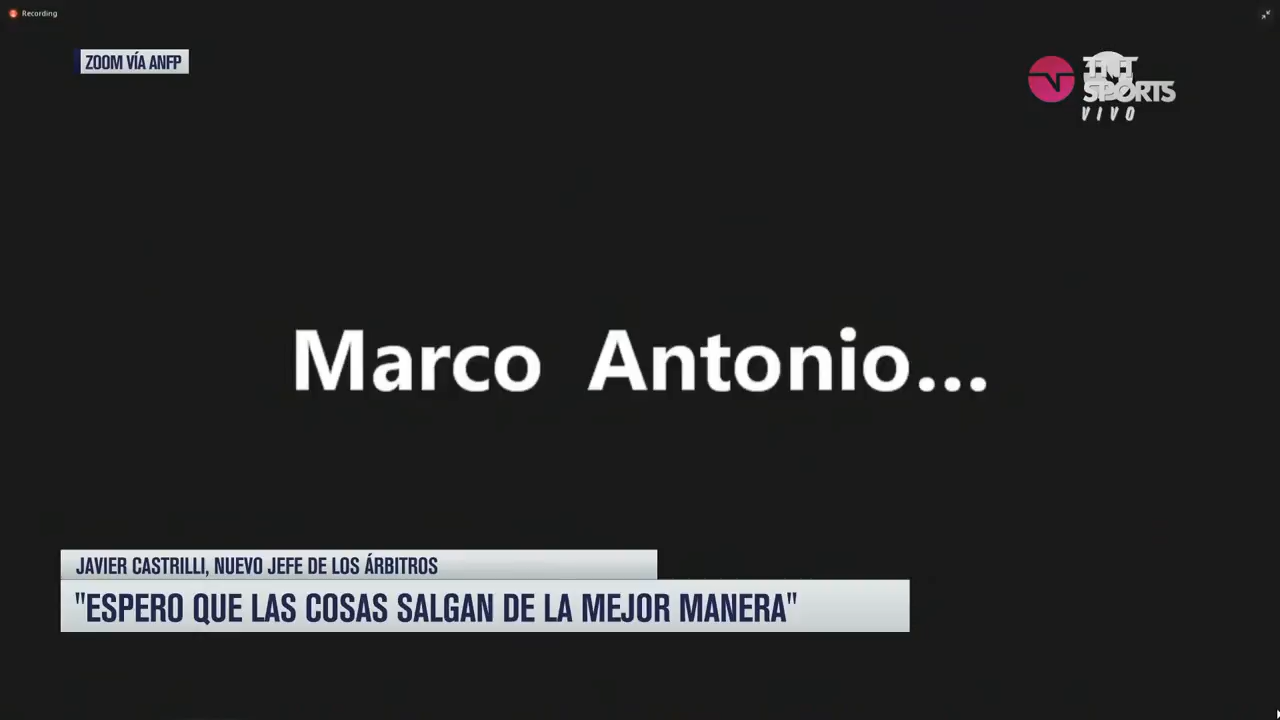 Recording
ZOOM VÍA ANFP
TNT
SPORTS
VIVO
Marco Antonio...
JAVIER CASTRILLI, NUEVO JEFE DE LOS ÁRBITROS
"ESPERO QUE LAS COSAS SALGAN DE LA MEJOR MANERA"